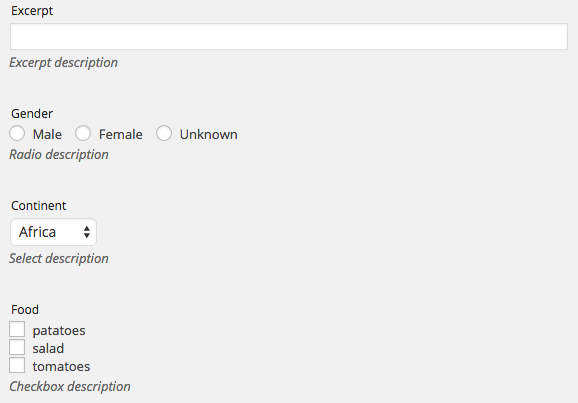 Excerpt
Excerpt description
Gender
Male Female Unknown
Radio description
Continent
Africa
Select description
Food
patatoes
salad
tomatoes
Checkbox description